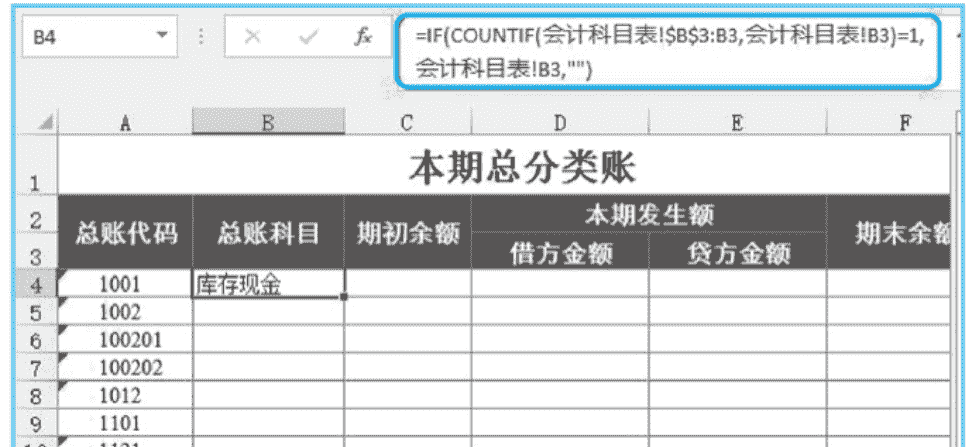 B4
fx
=IF(COUNTIF(会计科目表!$B$3:B3,会计科目表!B3)=1,
会计科目表!B3,"")
A B C D E F
1 本期总分类账
2 总账代码 总账科目 期初余额 本期发生额 期末余额
3 借方金额 贷方金额
4 1001 库存现金
5 1002
6 100201
7 100202
8 1012
9 1101